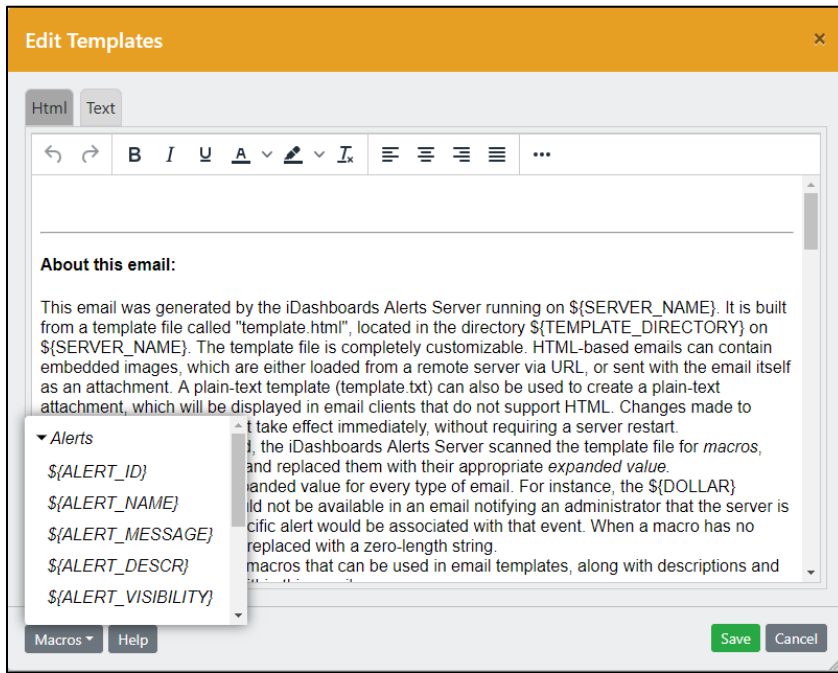 Edit Templates
×
Html Text
B I U A
About this email:
This email was generated by the iDashboards Alerts Server running on ${SERVER_NAME}. It is built
from a template file called "template.html", located in the directory ${TEMPLATE_DIRECTORY} on
${SERVER_NAME}. The template file is completely customizable. HTML-based emails can contain
embedded images, which are either loaded from a remote server via URL, or sent with the email itself
as an attachment. A plain-text template (template.txt) can also be used to create a plain-text
attachment, which will be displayed in email clients that do not support HTML. Changes made to
t take effect immediately, without requiring a server restart.
, the iDashboards Alerts Server scanned the template file for macros,
and replaced them with their appropriate expanded value.
panded value for every type of email. For instance, the ${DOLLAR}
uld not be available in an email notifying an administrator that the server is
cific alert would be associated with that event. When a macro has no
replaced with a zero-length string.
macros that can be used in email templates, along with descriptions and
Alerts
${ALERT_ID}
${ALERT_NAME}
${ALERT_MESSAGE}
${ALERT_DESCR}
${ALERT_VISIBILITY}
Macros Help Save Cancel